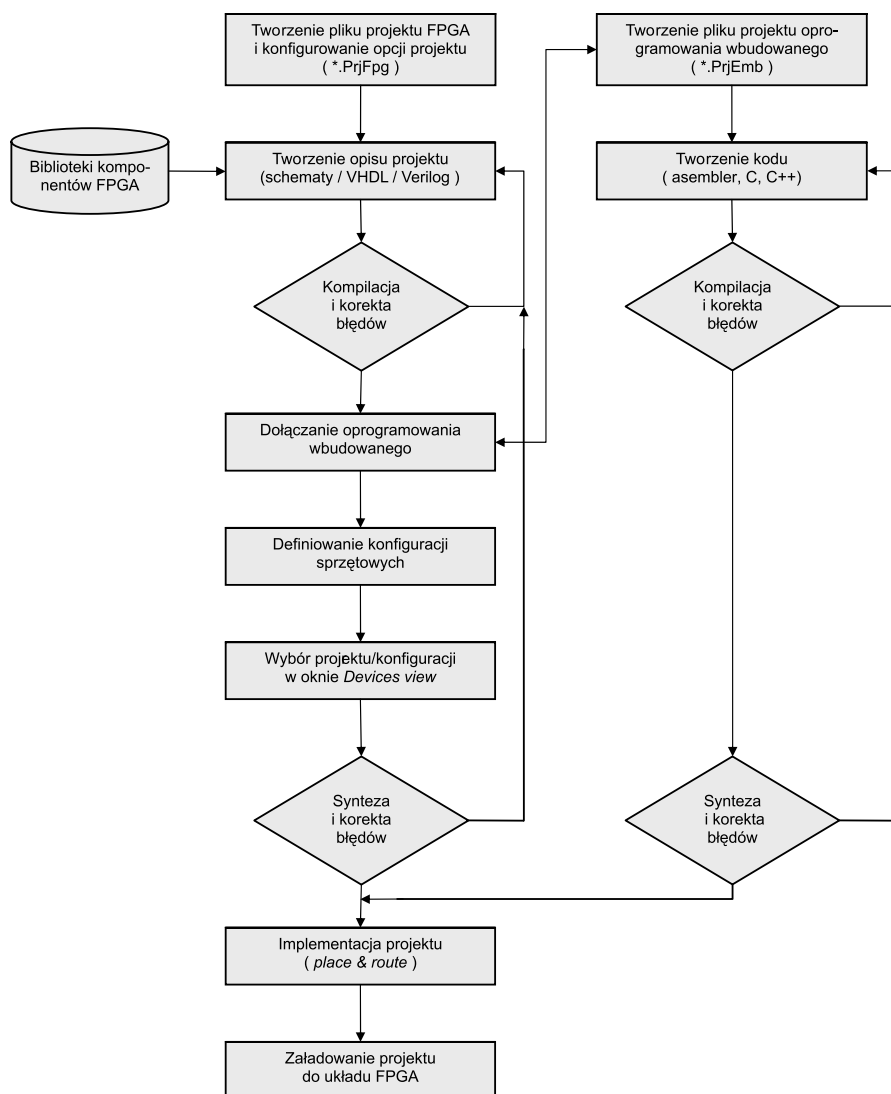 Tworzenie pliku projektu FPGA
i konfigurowanie opcji projektu
( *.PrjFpg )
Tworzenie pliku projektu opro-
gramowania wbudowanego
( *.PrjEmb )
Biblioteki kompo-
nentów FPGA
Tworzenie opisu projektu
(schematy / VHDL / Verilog )
Tworzenie kodu
( asembler, C, C++)
Kompilacja
i korekta
błędów
Kompilacja
i korekta
błędów
Dołączanie oprogramowania
wbudowanego
Definiowanie konfiguracji
sprzętowych
Wybór projektu/konfiguracji
w oknie Devices view
Synteza
i korekta
błędów
Synteza
i korekta
błędów
Implementacja projektu
( place & route )
Załadowanie projektu
do układu FPGA